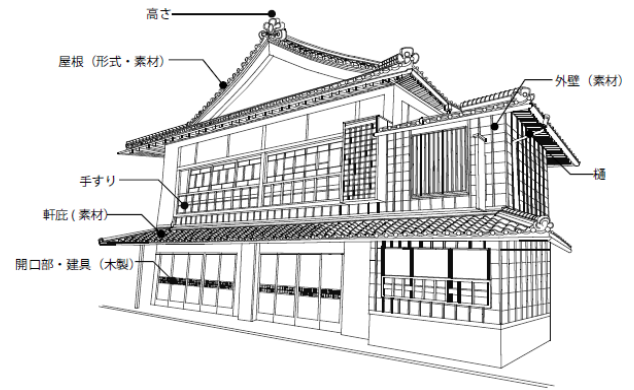 高さ
屋根（形式・素材）
外壁（素材）
樋
手すり
軒庇(素材)
開口部・建具（木製）